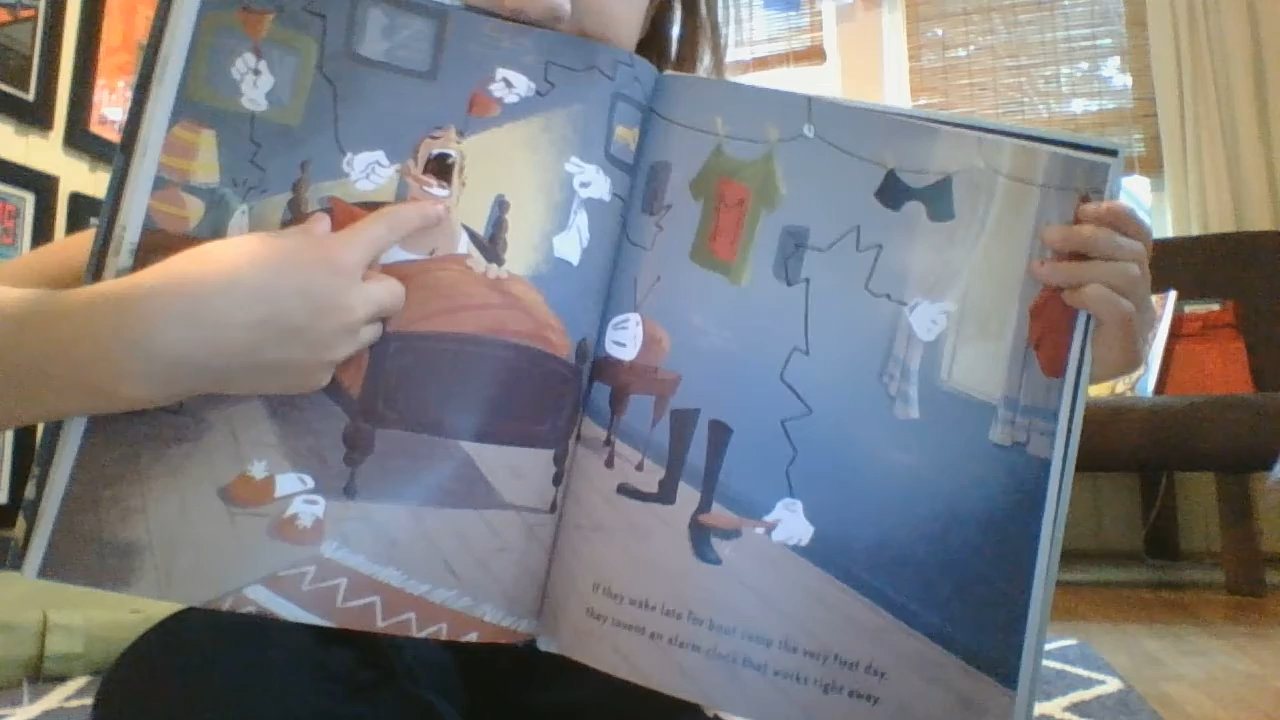 If they wake late for boot camp the very first day,
they invent an alarm clock that works right away.